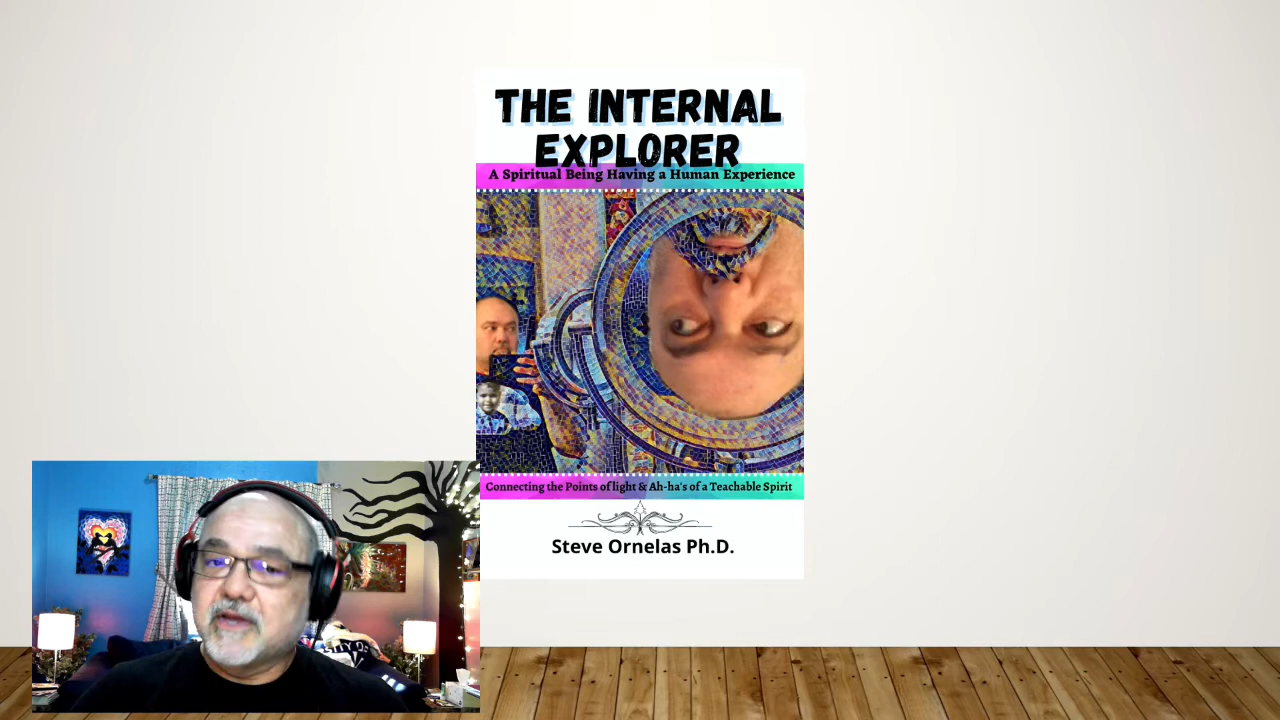 THE INTERNAL
EXPLORER
A Spiritual Being Having a Human Experience
Connecting the Points of light & Ah-ha's of a Teachable Spirit
Steve Ornelas Ph.D.